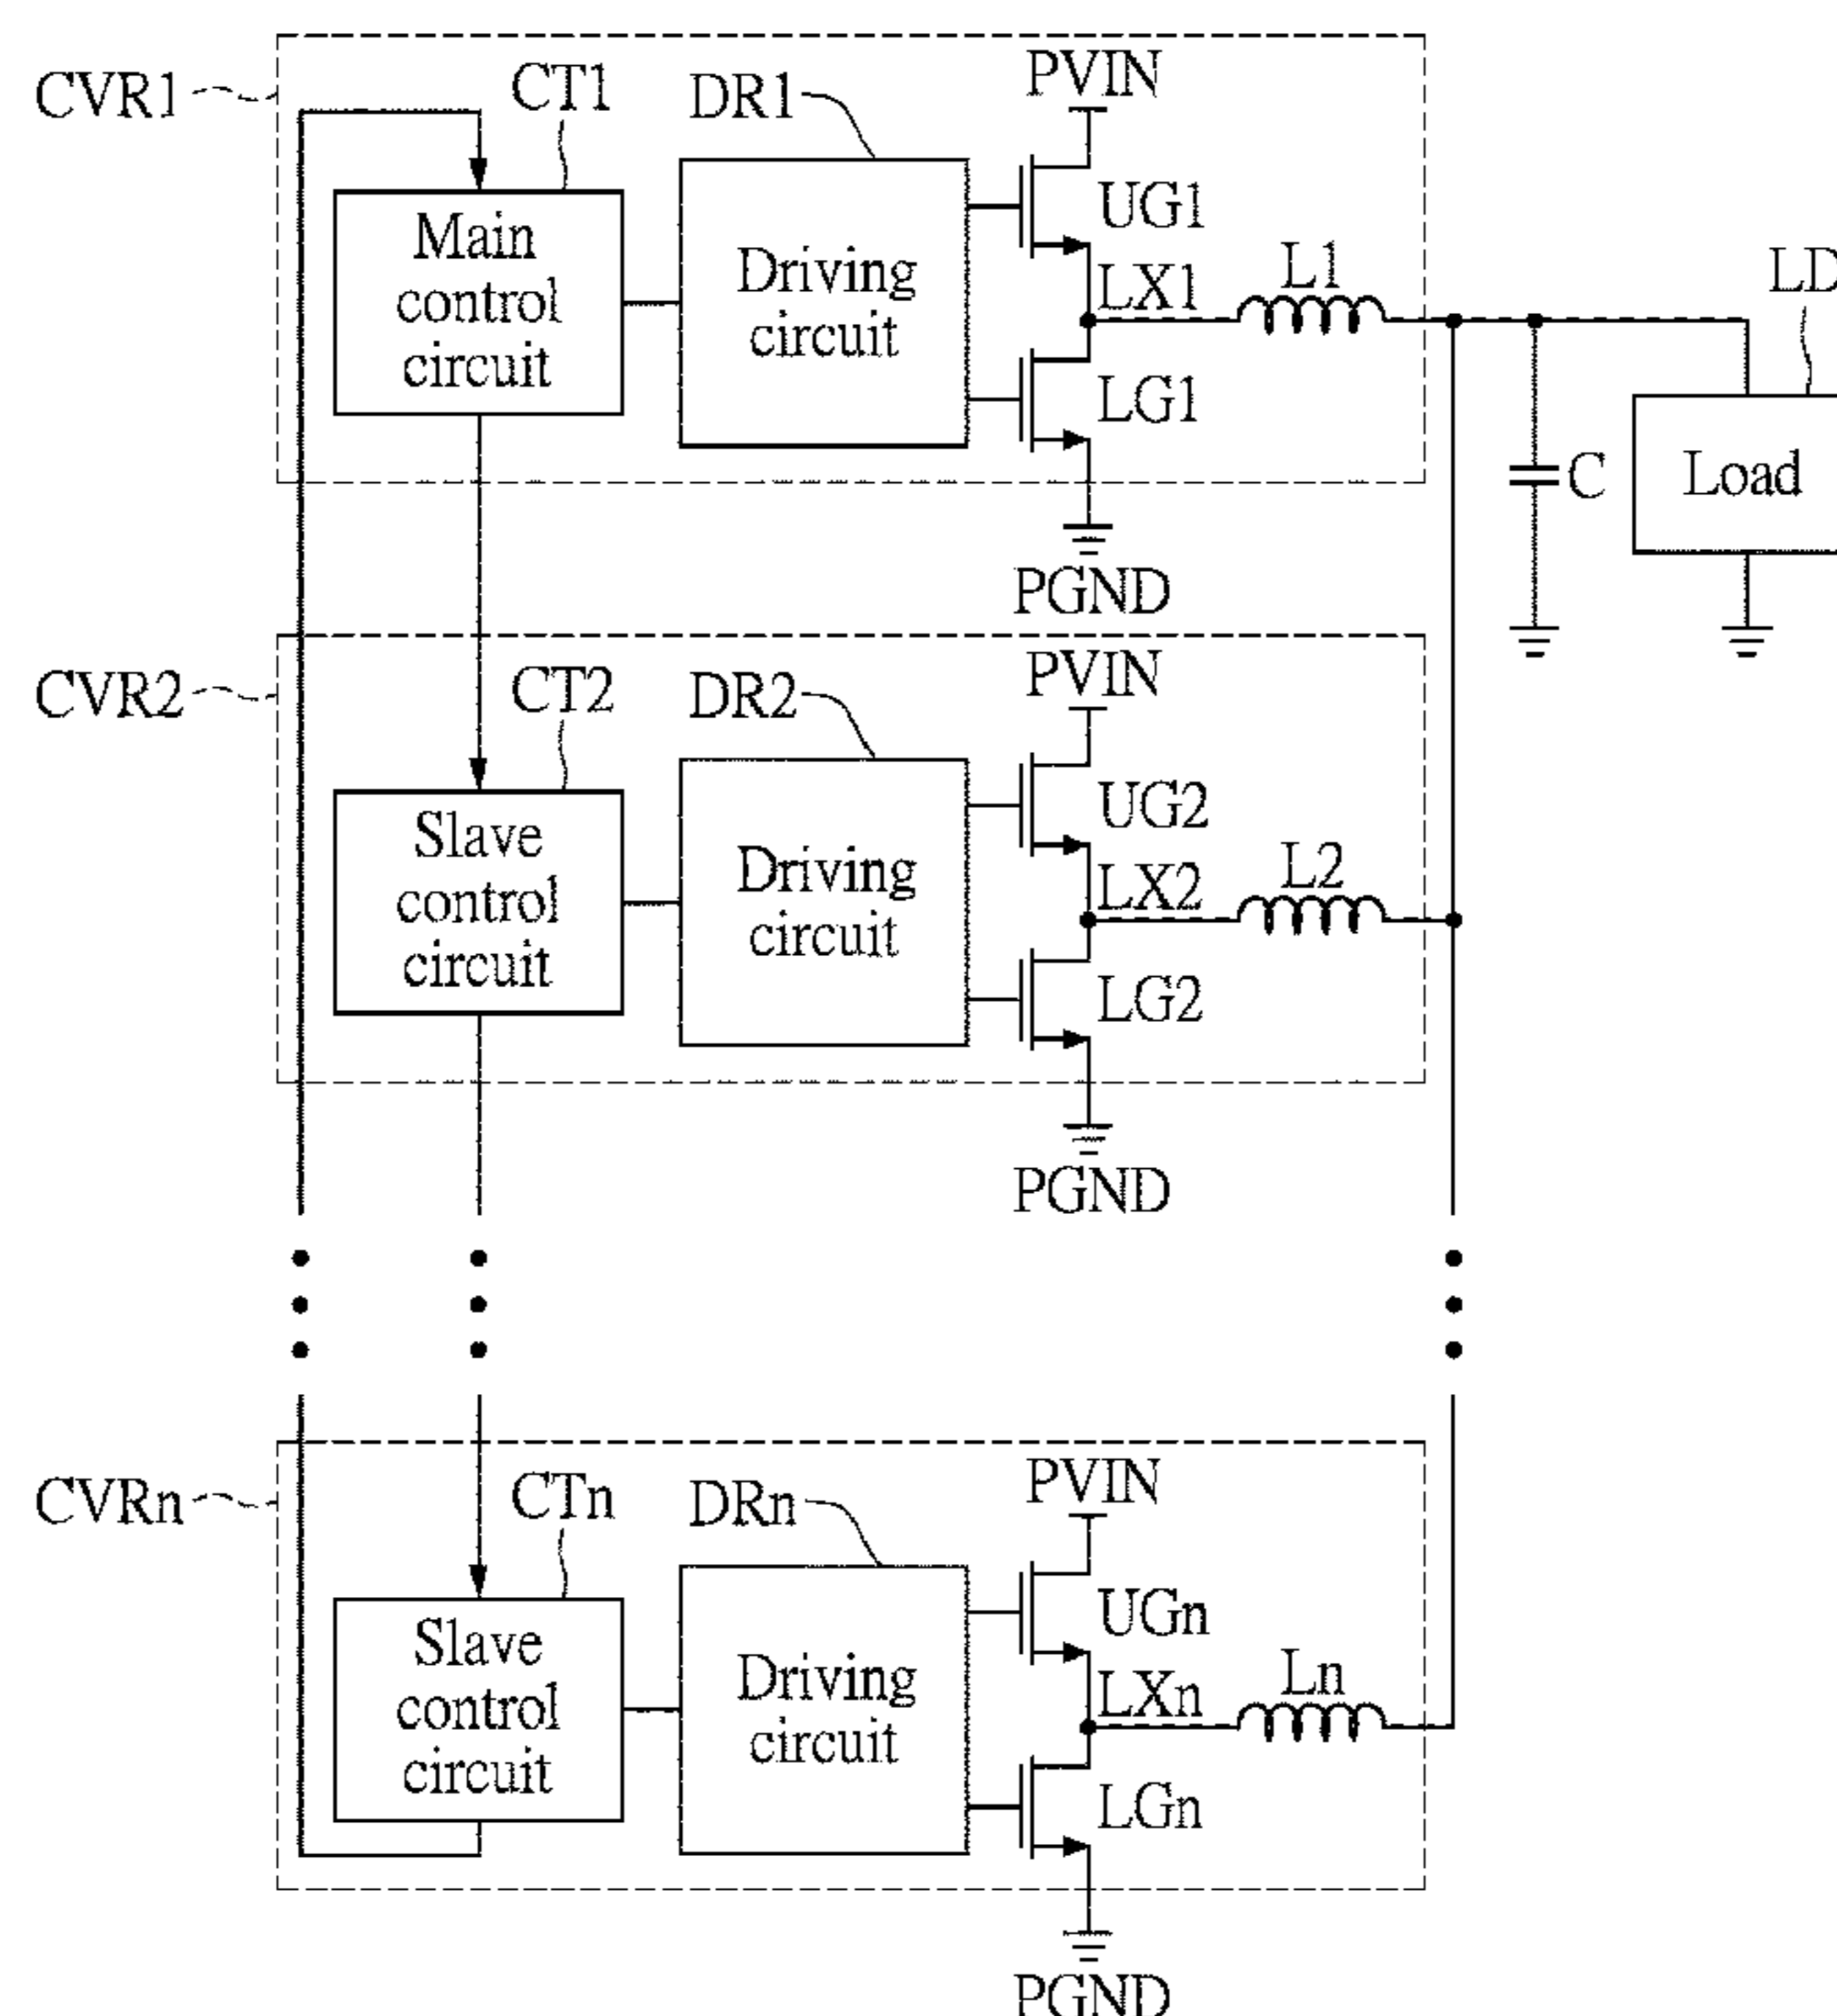 CVR1
CT1
DR1
PVIN
Main
control
circuit
Driving
circuit
UG1
LX1
LG1
L1
LD
C
Load
PGND
CVR2
CT2
DR2
PVIN
Slave
control
circuit
Driving
circuit
UG2
LX2
LG2
L2
PGND
CVRn
CTn
DRn
PVIN
Slave
control
circuit
Driving
circuit
UGn
LXn
LGn
Ln
PGND